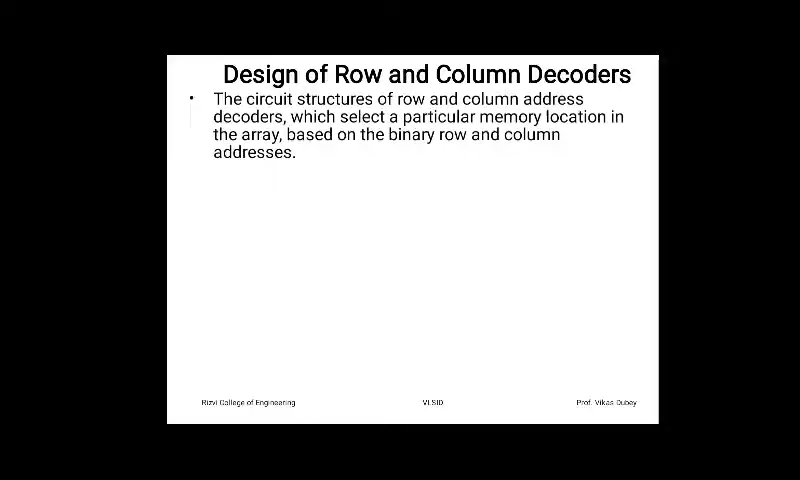 Design of Row and Column Decoders
• The circuit structures of row and column address
decoders, which select a particular memory location in
the array, based on the binary row and column
addresses.
Rizvi College of Engineering VLSID Prof. Vikas Dubey